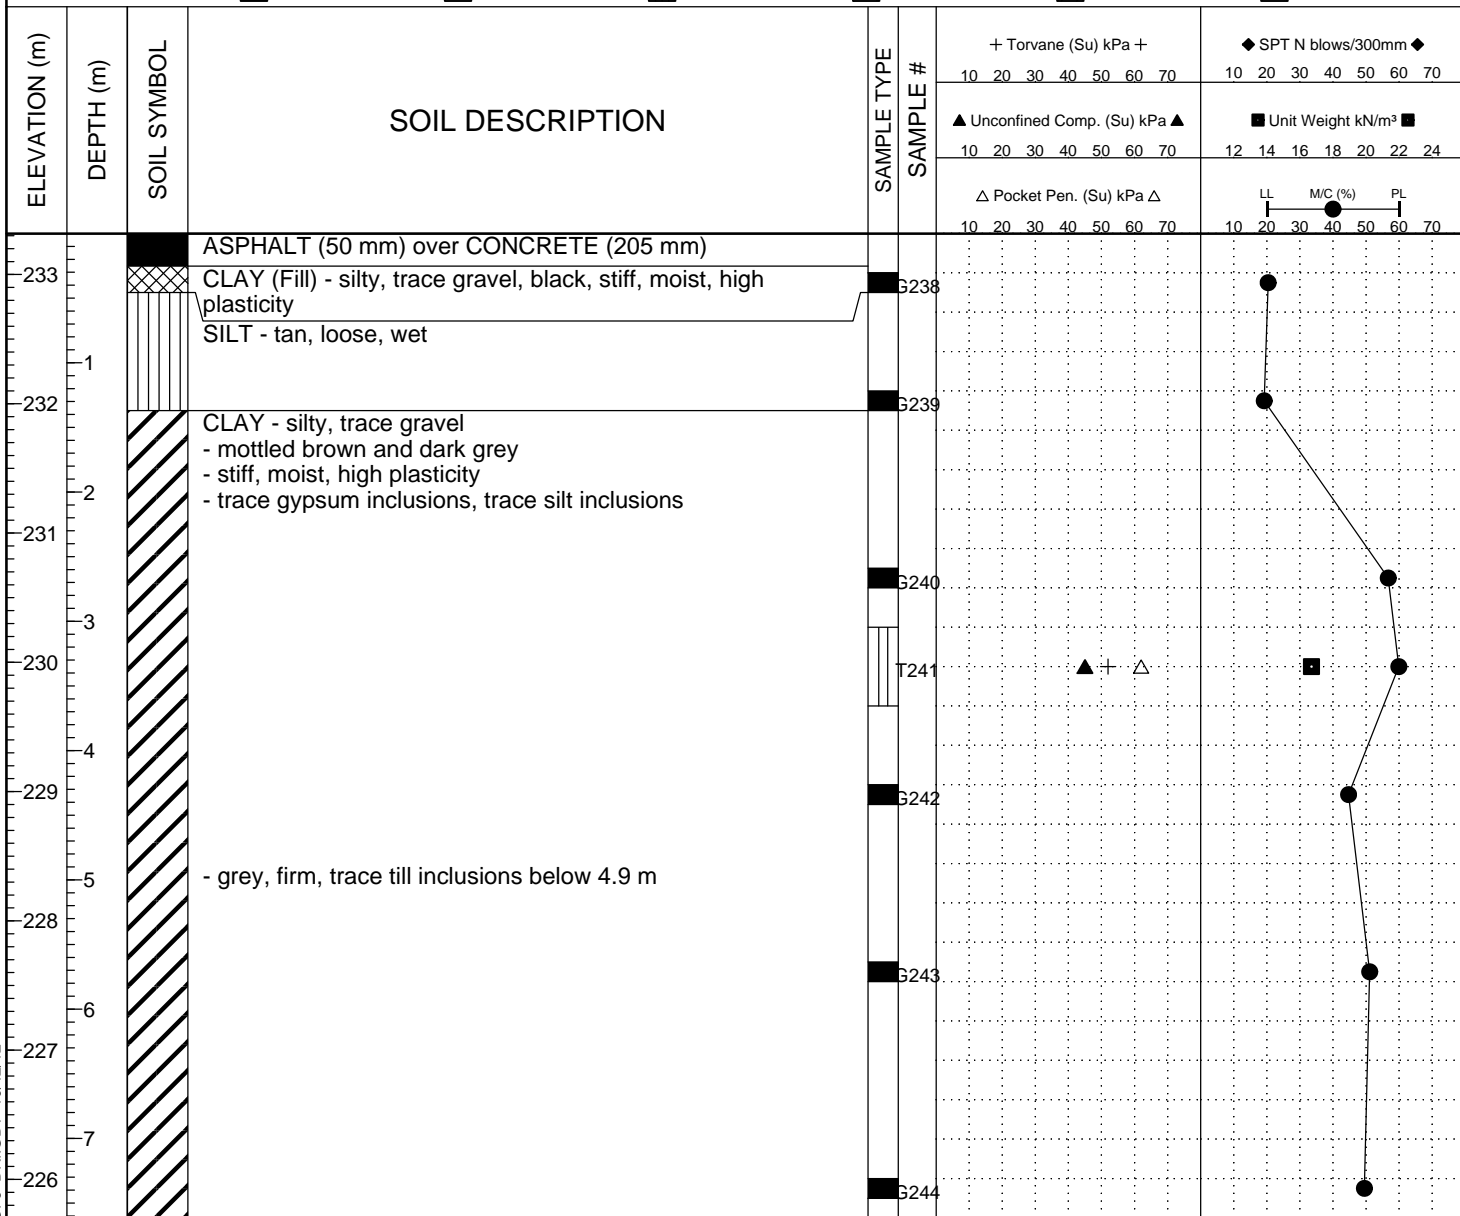 ELEVATION (m)
DEPTH (m)
SOIL SYMBOL
SOIL DESCRIPTION
SAMPLE TYPE
SAMPLE #
+ Torvane (Su) kPa +
10 20 30 40 50 60 70
▲ Unconfined Comp. (Su) kPa ▲
10 20 30 40 50 60 70
△ Pocket Pen. (Su) kPa △
10 20 30 40 50 60 70
◆ SPT N blows/300mm ◆
10 20 30 40 50 60 70
■ Unit Weight kN/m³ ■
12 14 16 18 20 22 24
LL M/C (%) PL
10 20 30 40 50 60 70
ASPHALT (50 mm) over CONCRETE (205 mm)
233
CLAY (Fill) - silty, trace gravel, black, stiff, moist, high
plasticity
G238
SILT - tan, loose, wet
1
232
G239
CLAY - silty, trace gravel
- mottled brown and dark grey
- stiff, moist, high plasticity
- trace gypsum inclusions, trace silt inclusions
2
231
G240
3
230
T241
4
229
G242
5
- grey, firm, trace till inclusions below 4.9 m
228
G243
6
227
7
226
G244